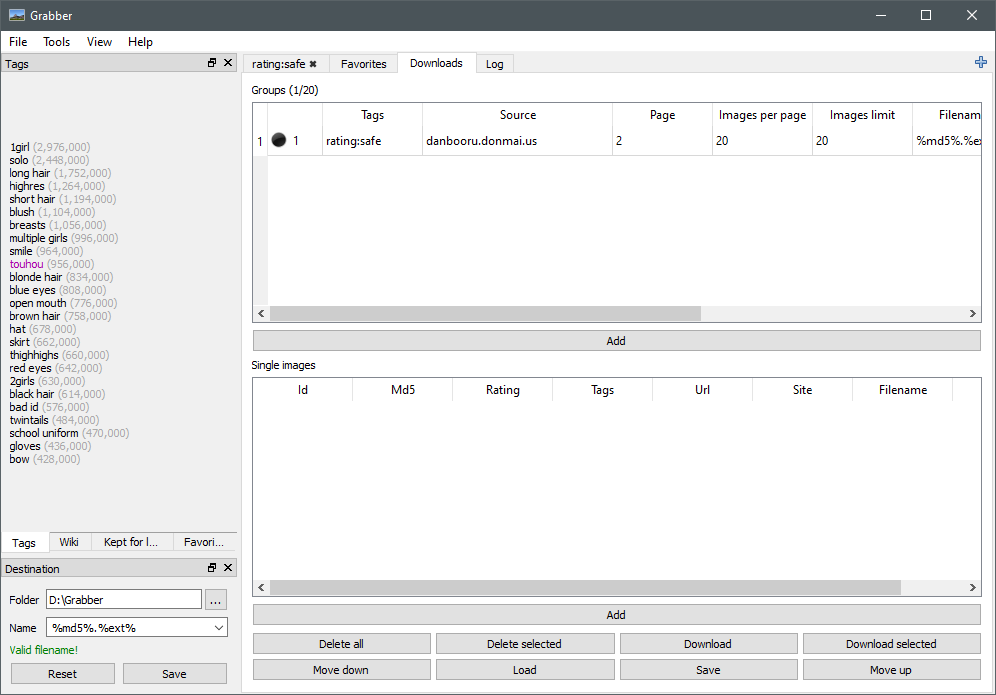 Grabber
File Tools View Help
Tags
1girl (2,976,000)
solo (2,448,000)
long hair (1,752,000)
highres (1,264,000)
short hair (1,194,000)
blush (1,104,000)
breasts (1,056,000)
multiple girls (996,000)
smile (964,000)
touhou (956,000)
blonde hair (834,000)
blue eyes (808,000)
open mouth (776,000)
brown hair (758,000)
hat (678,000)
skirt (662,000)
thighhighs (660,000)
red eyes (642,000)
2girls (630,000)
black hair (614,000)
bad id (576,000)
twintails (484,000)
school uniform (470,000)
gloves (436,000)
bow (428,000)
Tags Wiki Kept for l... Favori...
Destination
Folder D:\Grabber ...
Name %md5%.%ext%
Valid filename!
Reset Save
rating:safe Favorites Downloads Log
Groups (1/20)
Tags Source Page Images per page Images limit Filenam
1 1 rating:safe danbooru.donmai.us 2 20 20 %md5%.%ex
Add
Single images
Id Md5 Rating Tags Url Site Filename
Add
Delete all Delete selected Download Download selected
Move down Load Save Move up